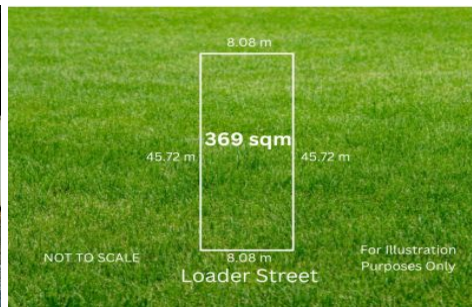 8.08 m
369 sqm
45.72 m
45.72 m
8.08 m
NOT TO SCALE
For Illustration
Purposes Only
Loader Street